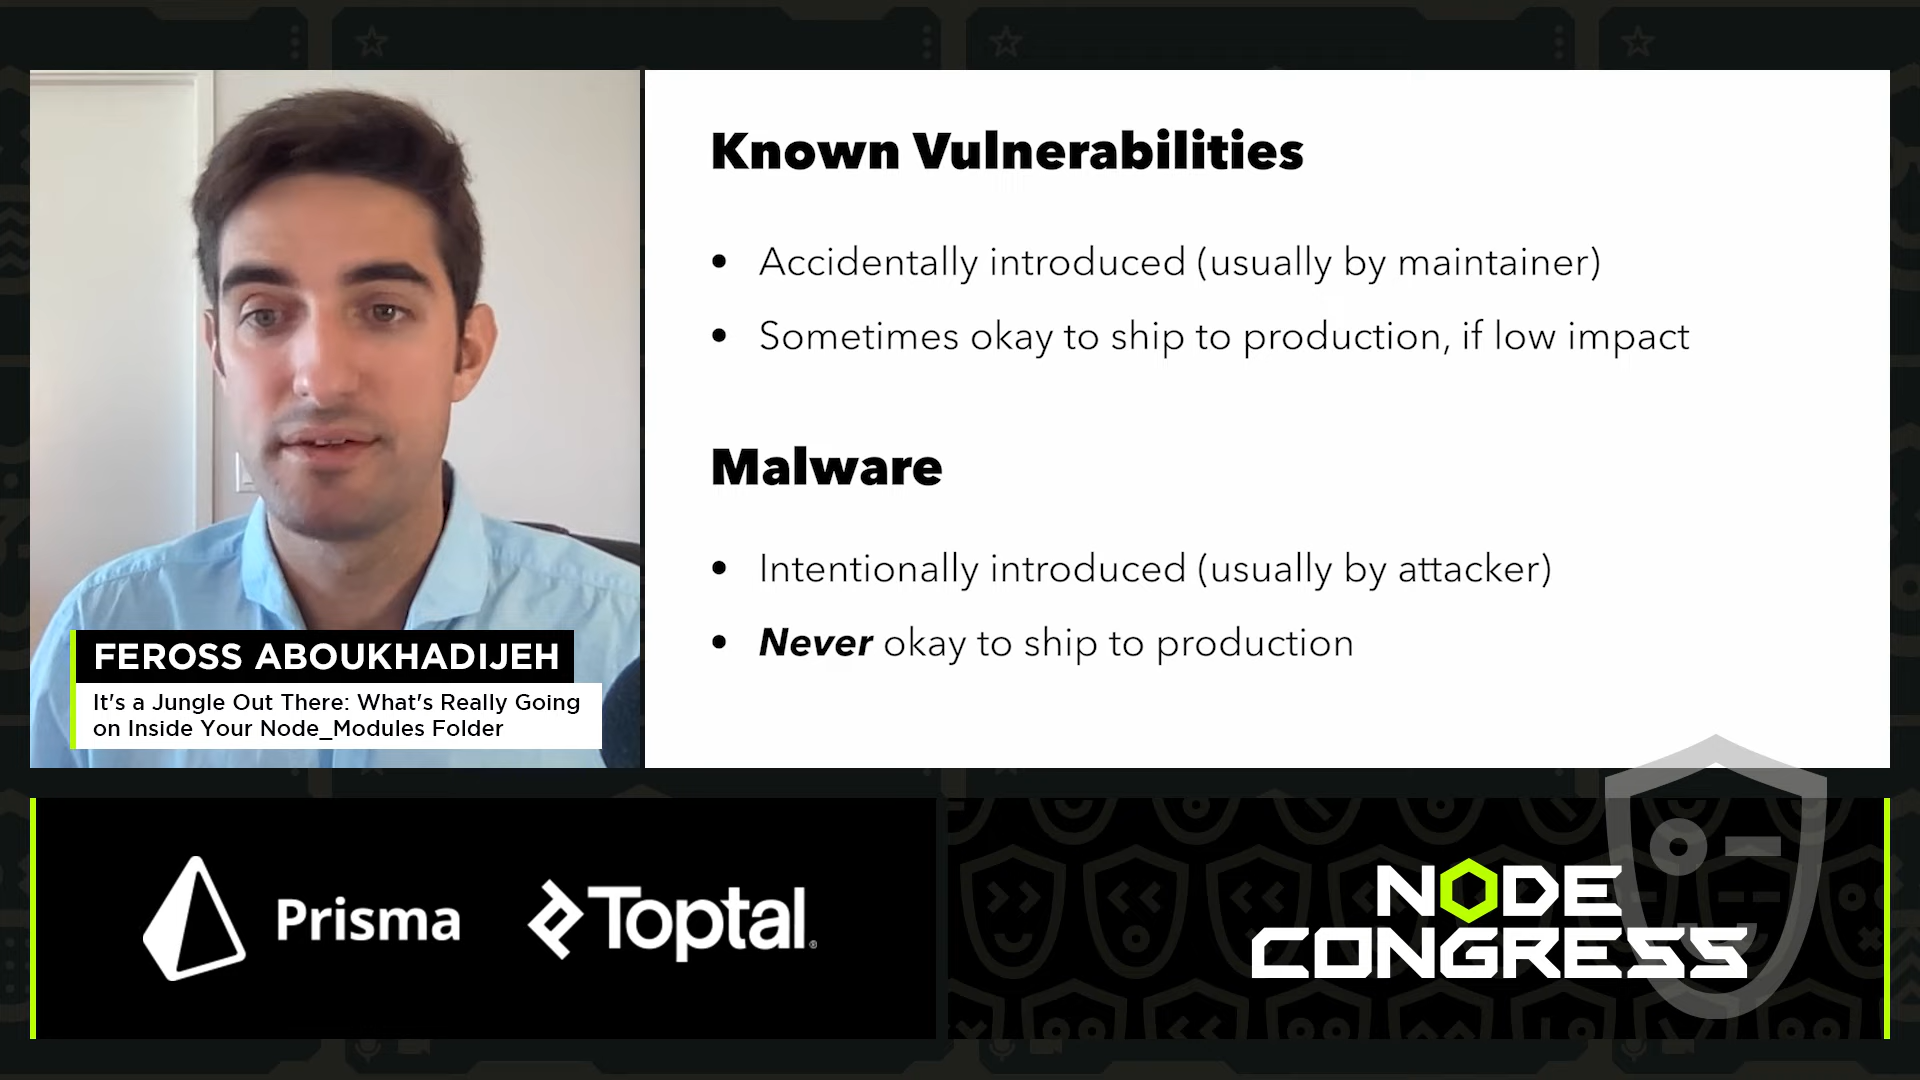 Known Vulnerabilities
• Accidentally introduced (usually by maintainer)
• Sometimes okay to ship to production, if low impact
Malware
• Intentionally introduced (usually by attacker)
• Never okay to ship to production
FEROSS ABOUKHADIJEH
It's a Jungle Out There: What's Really Going
on Inside Your Node_Modules Folder
Prisma
Toptal®
NODE
CONGRESS